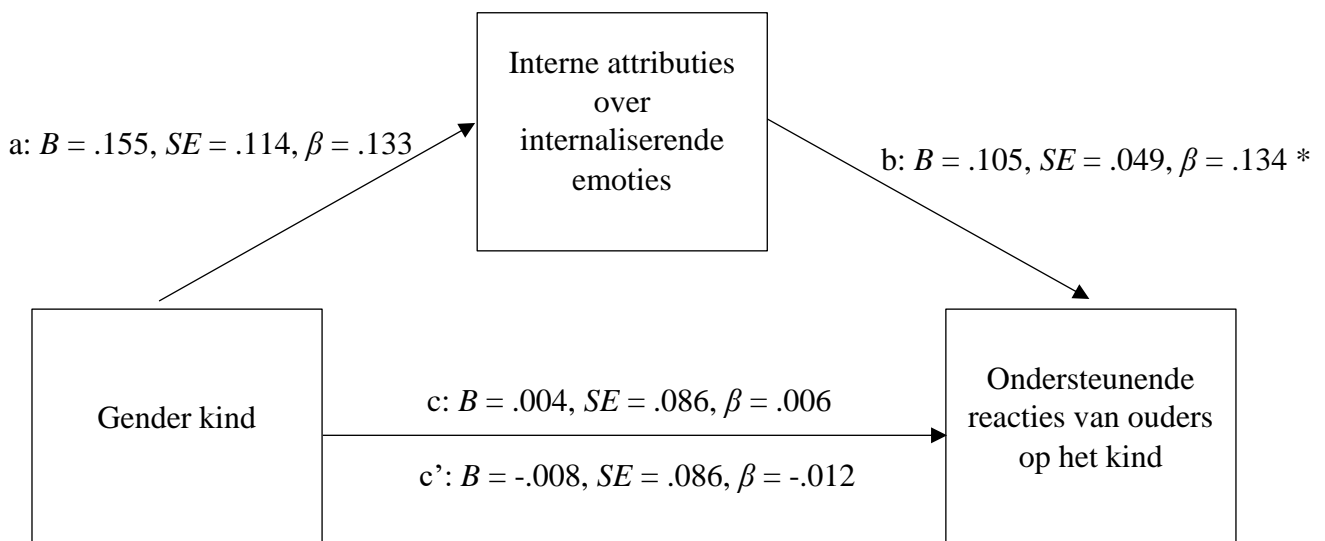 Interne attributies
over
internaliserende
emoties
a: B = .155, SE = .114, β = .133
b: B = .105, SE = .049, β = .134 *
Gender kind
c: B = .004, SE = .086, β = .006
c’: B = -.008, SE = .086, β = -.012
Ondersteunende
reacties van ouders
op het kind